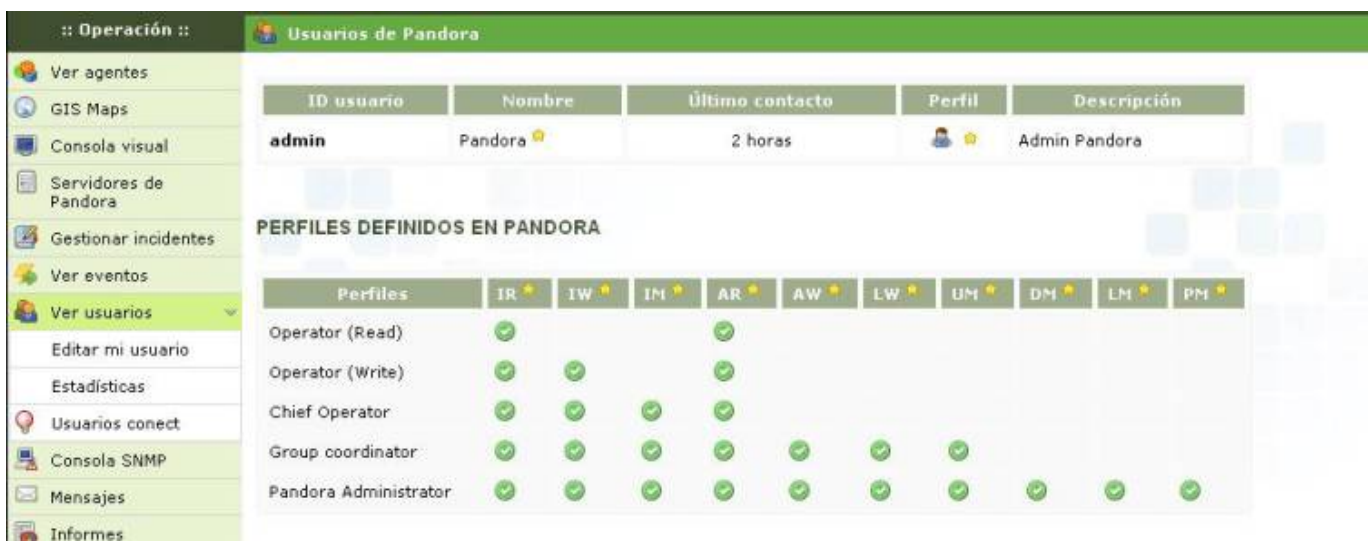 :: Operación ::
Ver agentes
GIS Maps
Consola visual
Servidores de
Pandora
Gestionar incidentes
Ver eventos
Ver usuarios
Editar mi usuario
Estadísticas
Usuarios conect
Consola SNMP
Mensajes
Informes
Usuarios de Pandora
ID usuario Nombre Último contacto Perfil Descripción
admin Pandora 2 horas Admin Pandora
PERFILES DEFINIDOS EN PANDORA
Perfiles IR IW IM AR AW LW UM DM LM PM
Operator (Read)
Operator (Write)
Chief Operator
Group coordinator
Pandora Administrator